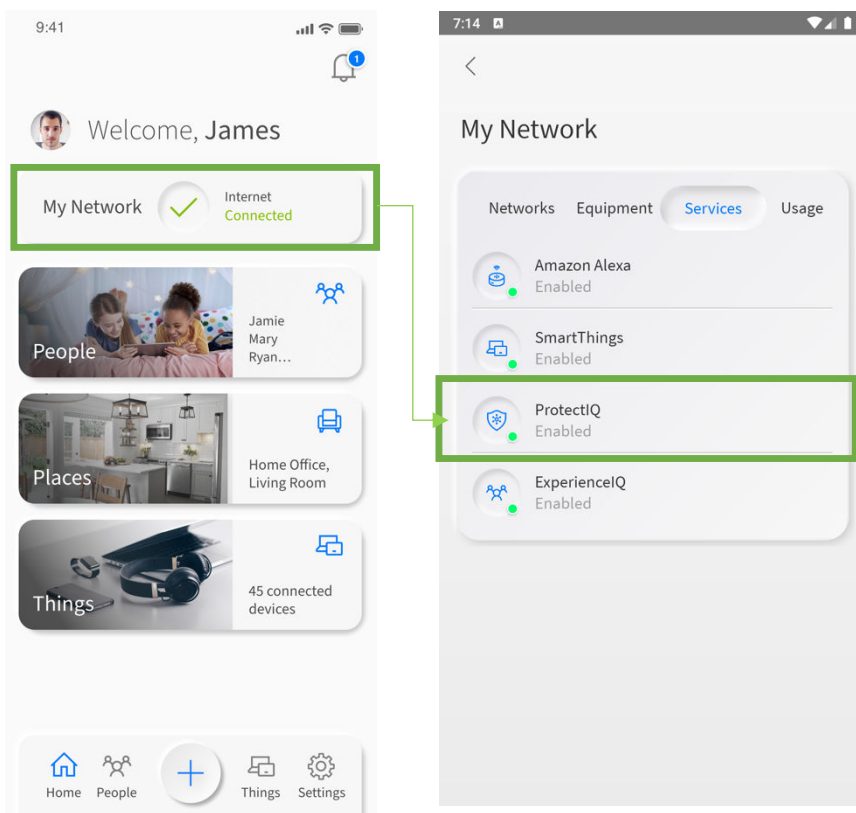 9:41
1
Welcome, James
My Network
Internet
Connected
People
Jamie
Mary
Ryan...
Places
Home Office,
Living Room
Things
45 connected
devices
Home People Things Settings
7:14 A
My Network
Networks Equipment Services Usage
Amazon Alexa
Enabled
SmartThings
Enabled
ProtectIQ
Enabled
ExperienceIQ
Enabled